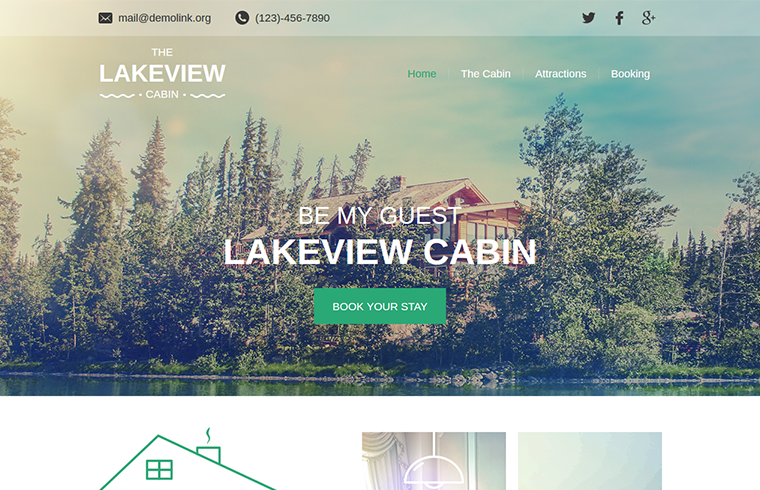 mail@demolink.org (123)-456-7890
THE
LAKEVIEW
• CABIN •
Home The Cabin Attractions Booking
BE MY GUEST
LAKEVIEW CABIN
BOOK YOUR STAY